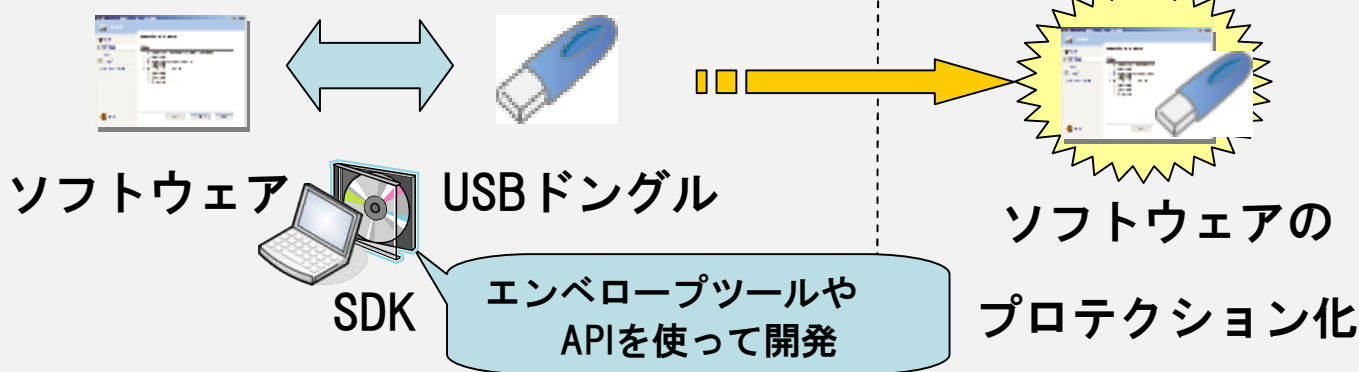 ソフトウェア
USBドングル
SDK
エンベロープツールや
APIを使って開発
ソフトウェアの
プロテクション化